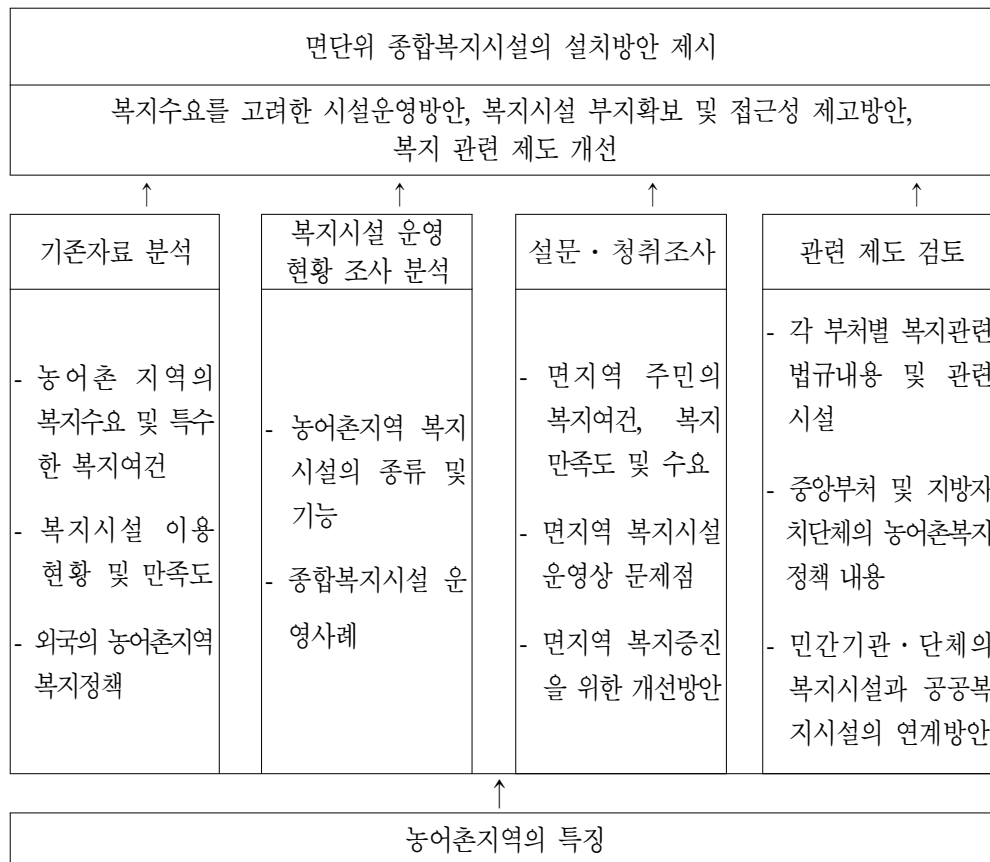 면단위 종합복지시설의 설치방안 제시
복지수요를 고려한 시설운영방안, 복지시설 부지확보 및 접근성 제고방안,
복지 관련 제도 개선
↑ ↑ ↑ ↑
기존자료 분석
- 농어촌 지역의
복지수요 및 특수
한 복지여건
- 복지시설 이용
현황 및 만족도
- 외국의 농어촌지역
복지정책
복지시설 운영
현황 조사 분석
- 농어촌지역 복지
시설의 종류 및
기능
- 종합복지시설 운
영사례
설문・청취조사
- 면지역 주민의
복지여건, 복지
만족도 및 수요
- 면지역 복지시설
운영상 문제점
- 면지역 복지증진
을 위한 개선방안
관련 제도 검토
- 각 부처별 복지관련
법규내용 및 관련
시설
- 중앙부처 및 지방자
치단체의 농어촌복지
정책 내용
- 민간기관・단체의
복지시설과 공공복
지시설의 연계방안
↑
농어촌지역의 특징